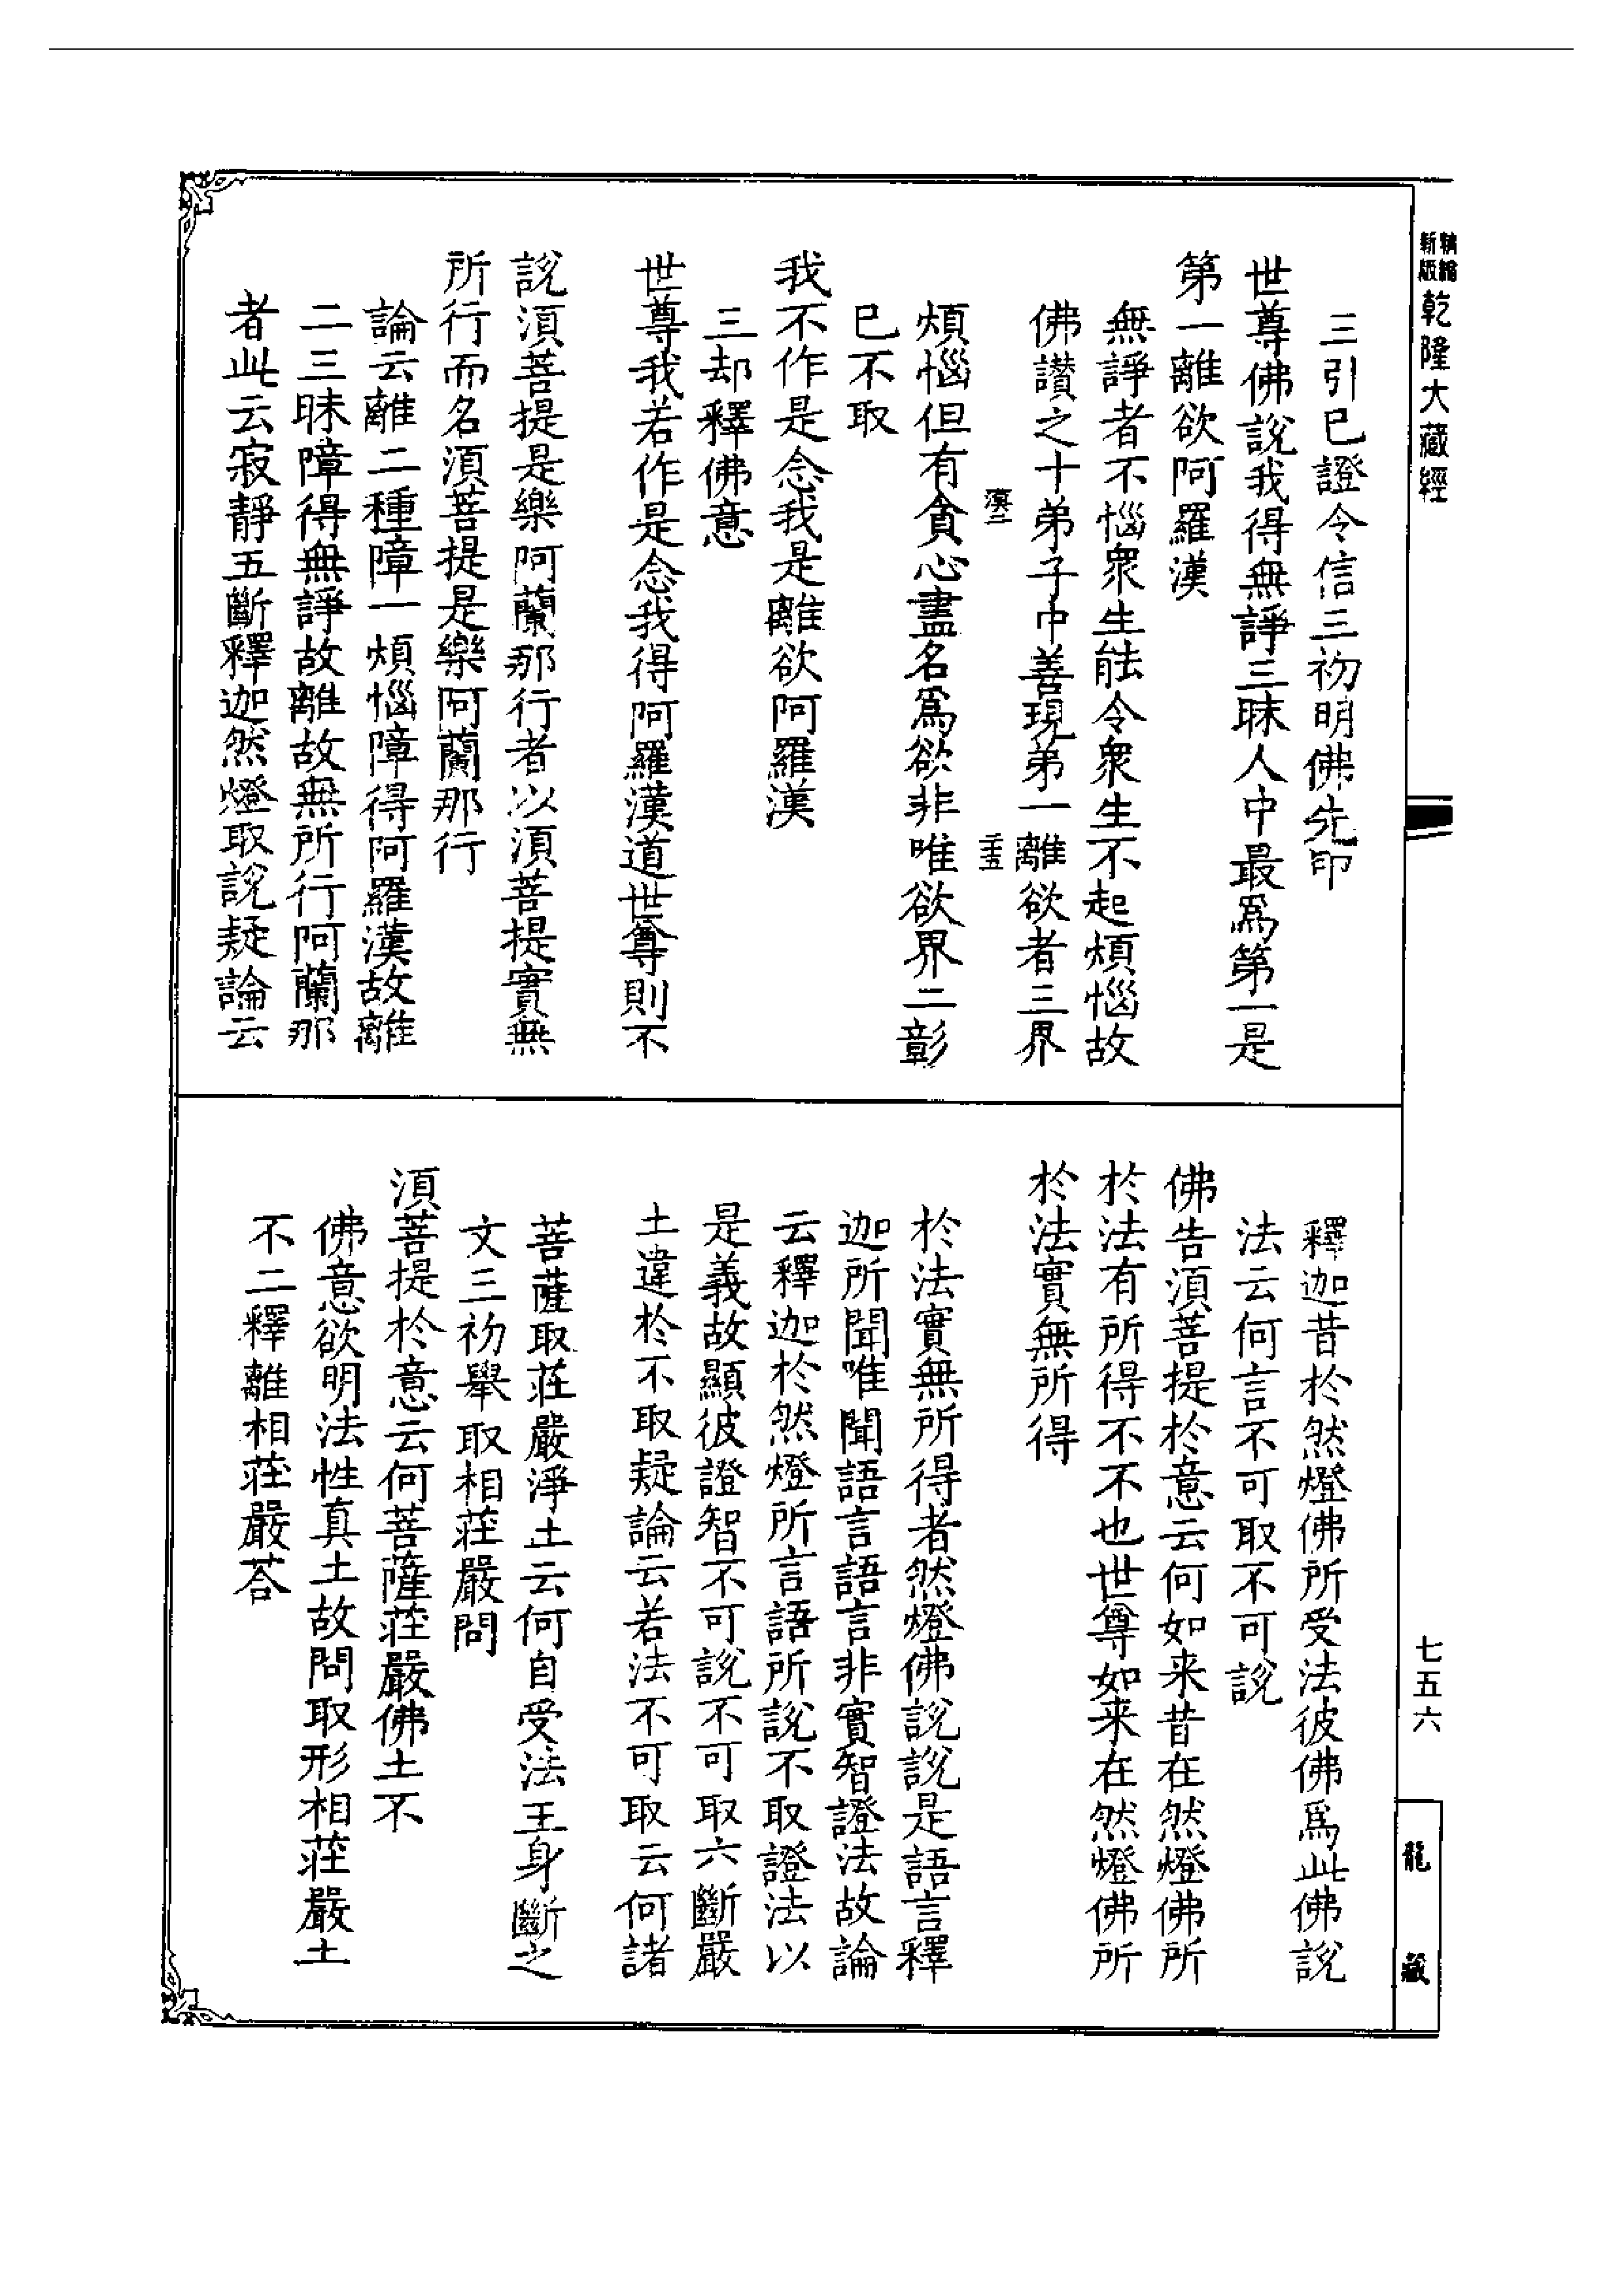 精縮新版乾隆大藏經
三引已證令信三初明佛先印
世尊佛說我得無諍三昧人中最爲第一是
第一離欲阿羅漢
無諍者不惱衆生能令衆生不起煩惱故
佛讃之十弟子中善現第一離欲者三界
煩惱但有貪心盡名爲欲非唯欲界二彰
已不取
我不作是念我是離欲阿羅漢
三却釋佛意
世尊我若作是念我得阿羅漢道世尊則不
說湏菩提是樂阿蘭那行者以湏菩提實無
所行而名湏菩提是樂阿蘭那行
論云離二種障一煩惱障得阿羅漢故離
二三昧障得無諍故離故無所行阿蘭那
者此云寂靜五斷釋迦然燈取說疑論云
釋迦昔於然燈佛所受法彼佛爲此佛說
法云何言不可取不可說
佛告湏菩提於意云何如来昔在然燈佛所
於法有所得不不也世尊如来在然燈佛所
於法實無所得
於法實無所得者然燈佛說說是語言釋
迦所聞唯聞語言語言非實智證法故論
云釋迦於然燈所言語所說不取證法以
是義故顯彼證智不可說不可取六斷嚴
土違於不取疑論云若法不可取云何諸
菩薩取莊嚴淨土云何自受法王身斷之
文三初舉取相莊嚴問
湏菩提於意云何菩薩莊嚴佛土不
佛意欲明法性真土故問取形相莊嚴土
不二釋離相莊嚴荅
七五六
龍藏